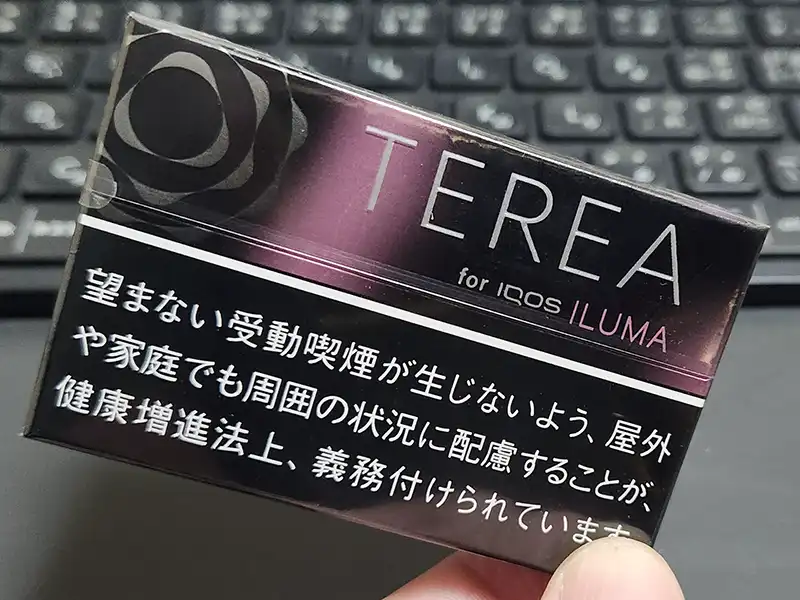 TEREA
for IQOS ILUMA
望まない受動喫煙が生じないよう、屋外
や家庭でも周囲の状況に配慮することが、
健康増進法上、義務付けられています。